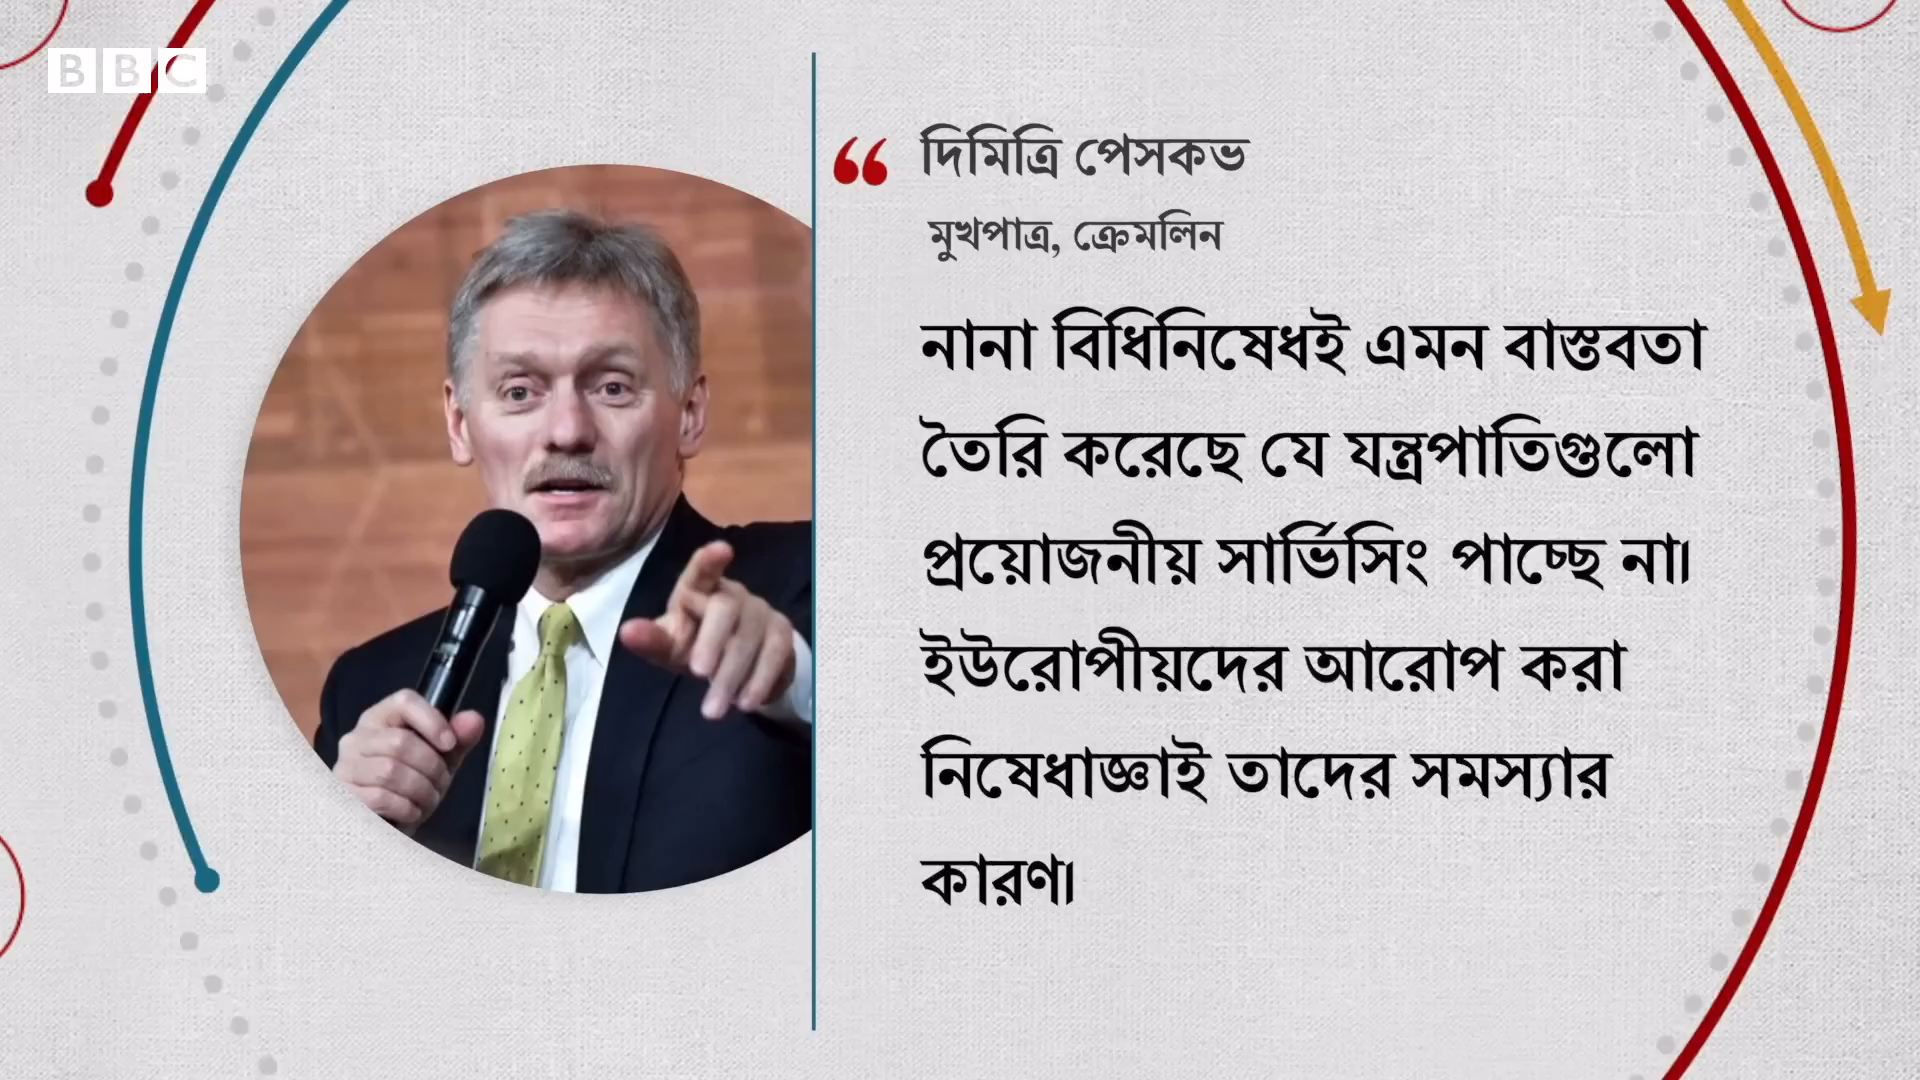 BBC
দিমিত্রি পেসকভ
মুখপাত্র, ক্রেমলিন
নানা বিধিনিষেধই এমন বাস্তবতা
তৈরি করেছে যে যন্ত্রপাতিগুলো
প্রয়োজনীয় সার্ভিসিং পাচ্ছে না।
ইউরোপীয়দের আরোপ করা
নিষেধাজ্ঞাই তাদের সমস্যার
কারণ।